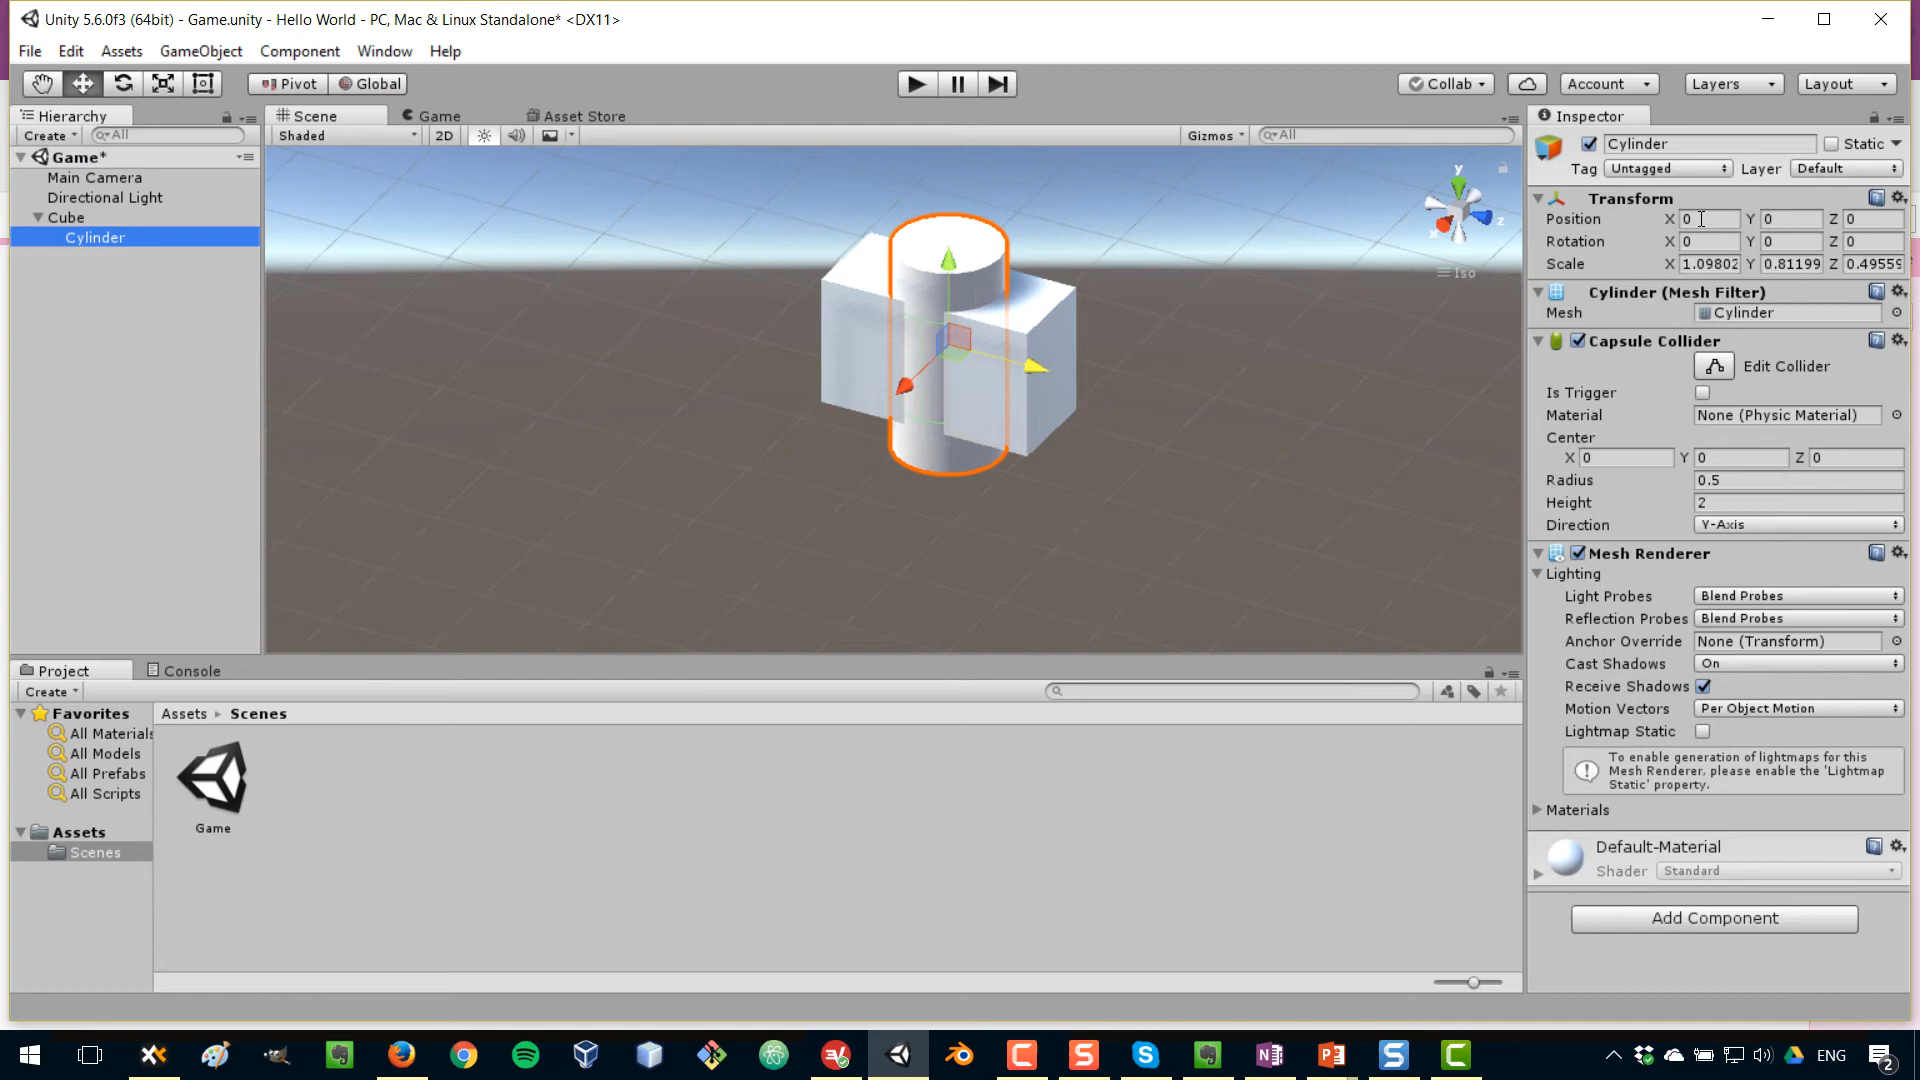 Unity 5.6.0f3 (64bit) - Game.unity - Hello World - PC, Mac & Linux Standalone* <DX11>
File Edit Assets GameObject Component Window Help
Pivot Global Collab Account Layers Layout
Hierarchy
Create All
Game*
Main Camera
Directional Light
Cube
Cylinder
Scene Game Asset Store
Shaded 2D Gizmos All
y
x z
Iso
Inspector
Cylinder Static
Tag Untagged Layer Default
Transform
Position X 0 Y 0 Z 0
Rotation X 0 Y 0 Z 0
Scale X 1.09802 Y 0.81199 Z 0.49559
Cylinder (Mesh Filter)
Mesh Cylinder
Capsule Collider
Edit Collider
Is Trigger
Material None (Physic Material)
Center
X 0 Y 0 Z 0
Radius 0.5
Height 2
Direction Y-Axis
Mesh Renderer
Lighting
Light Probes Blend Probes
Reflection Probes Blend Probes
Anchor Override None (Transform)
Cast Shadows On
Receive Shadows
Motion Vectors Per Object Motion
Lightmap Static
To enable generation of lightmaps for this
Mesh Renderer, please enable the 'Lightmap
Static' property.
Materials
Default-Material
Shader Standard
Add Component
Project Console
Create
Favorites
All Materials
All Models
All Prefabs
All Scripts
Assets
Scenes
Assets Scenes
Game
ENG
2